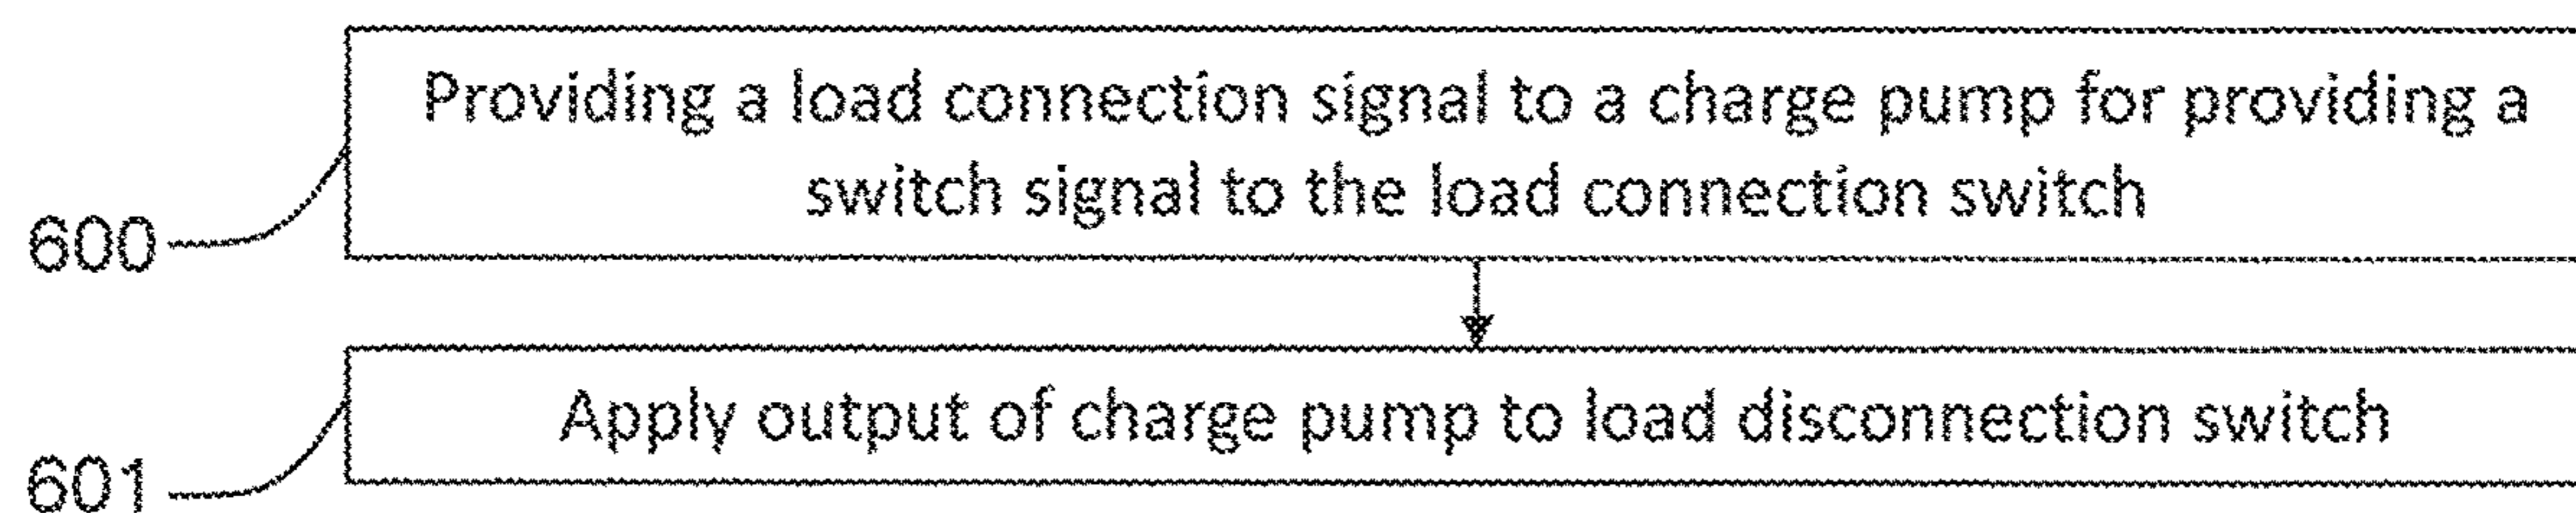 Providing a load connection signal to a charge pump for providing a
switch signal to the load connection switch
600
Apply output of charge pump to load disconnection switch
601